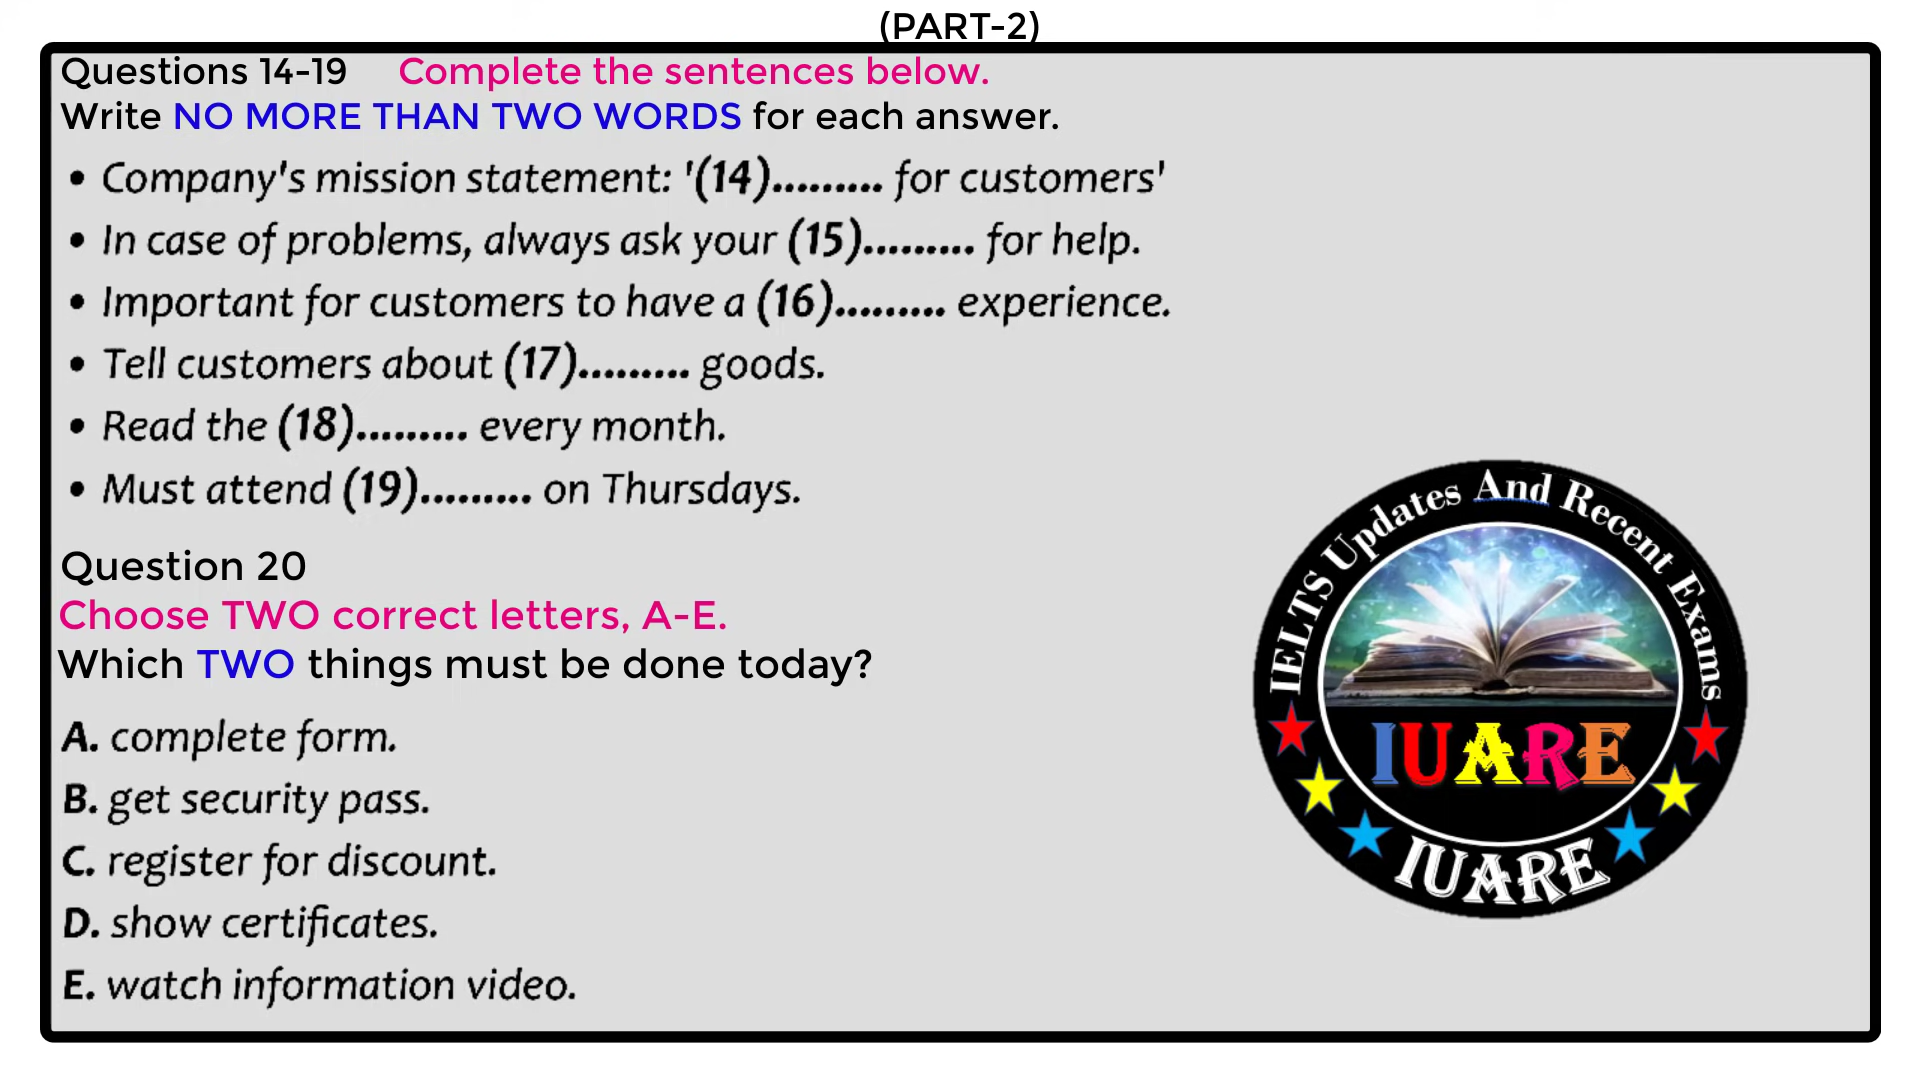 (PART-2)
Questions 14-19 Complete the sentences below.
Write NO MORE THAN TWO WORDS for each answer.
• Company's mission statement: '(14)......... for customers'
• In case of problems, always ask your (15)......... for help.
• Important for customers to have a (16)......... experience.
• Tell customers about (17)......... goods.
• Read the (18)......... every month.
• Must attend (19)......... on Thursdays.
Question 20
Choose TWO correct letters, A-E.
Which TWO things must be done today?
A. complete form.
B. get security pass.
C. register for discount.
D. show certificates.
E. watch information video.
IELTS Updates And Recent Exams
IUARE
IUARE